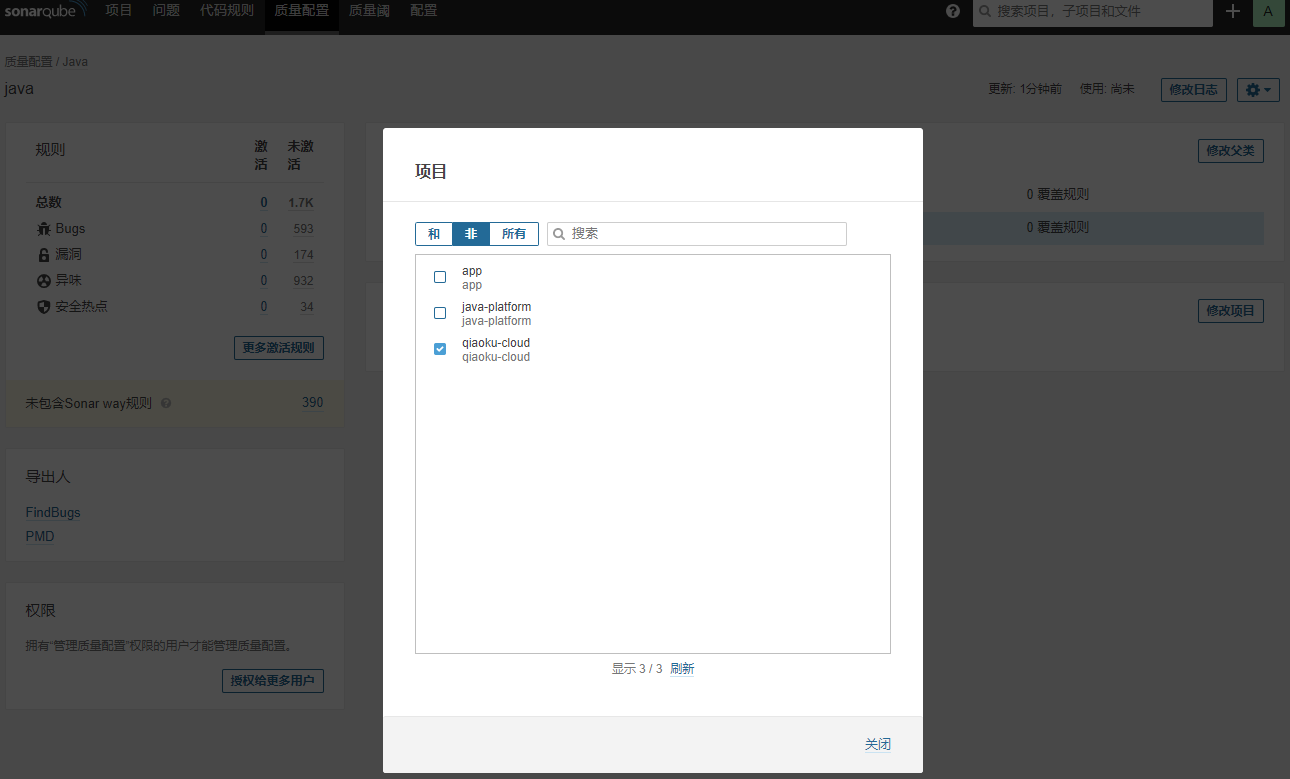 sonarqube 项目 问题 代码规则 质量配置 质量阈 配置 搜索项目，子项目和文件 A
质量配置 / Java
java
更新: 1分钟前 使用: 尚未 修改日志
规则 激活 未激活
总数 0 1.7K
Bugs 0 593
漏洞 0 174
异味 0 932
安全热点 0 34
更多激活规则
未包含Sonar way规则 390
导出人
FindBugs
PMD
权限
拥有"管理质量配置"权限的用户才能管理质量配置。
授权给更多用户
修改父类
0 覆盖规则
0 覆盖规则
修改项目
项目
和 非 所有 搜索
app
app
java-platform
java-platform
qiaoku-cloud
qiaoku-cloud
显示 3 / 3 刷新
关闭